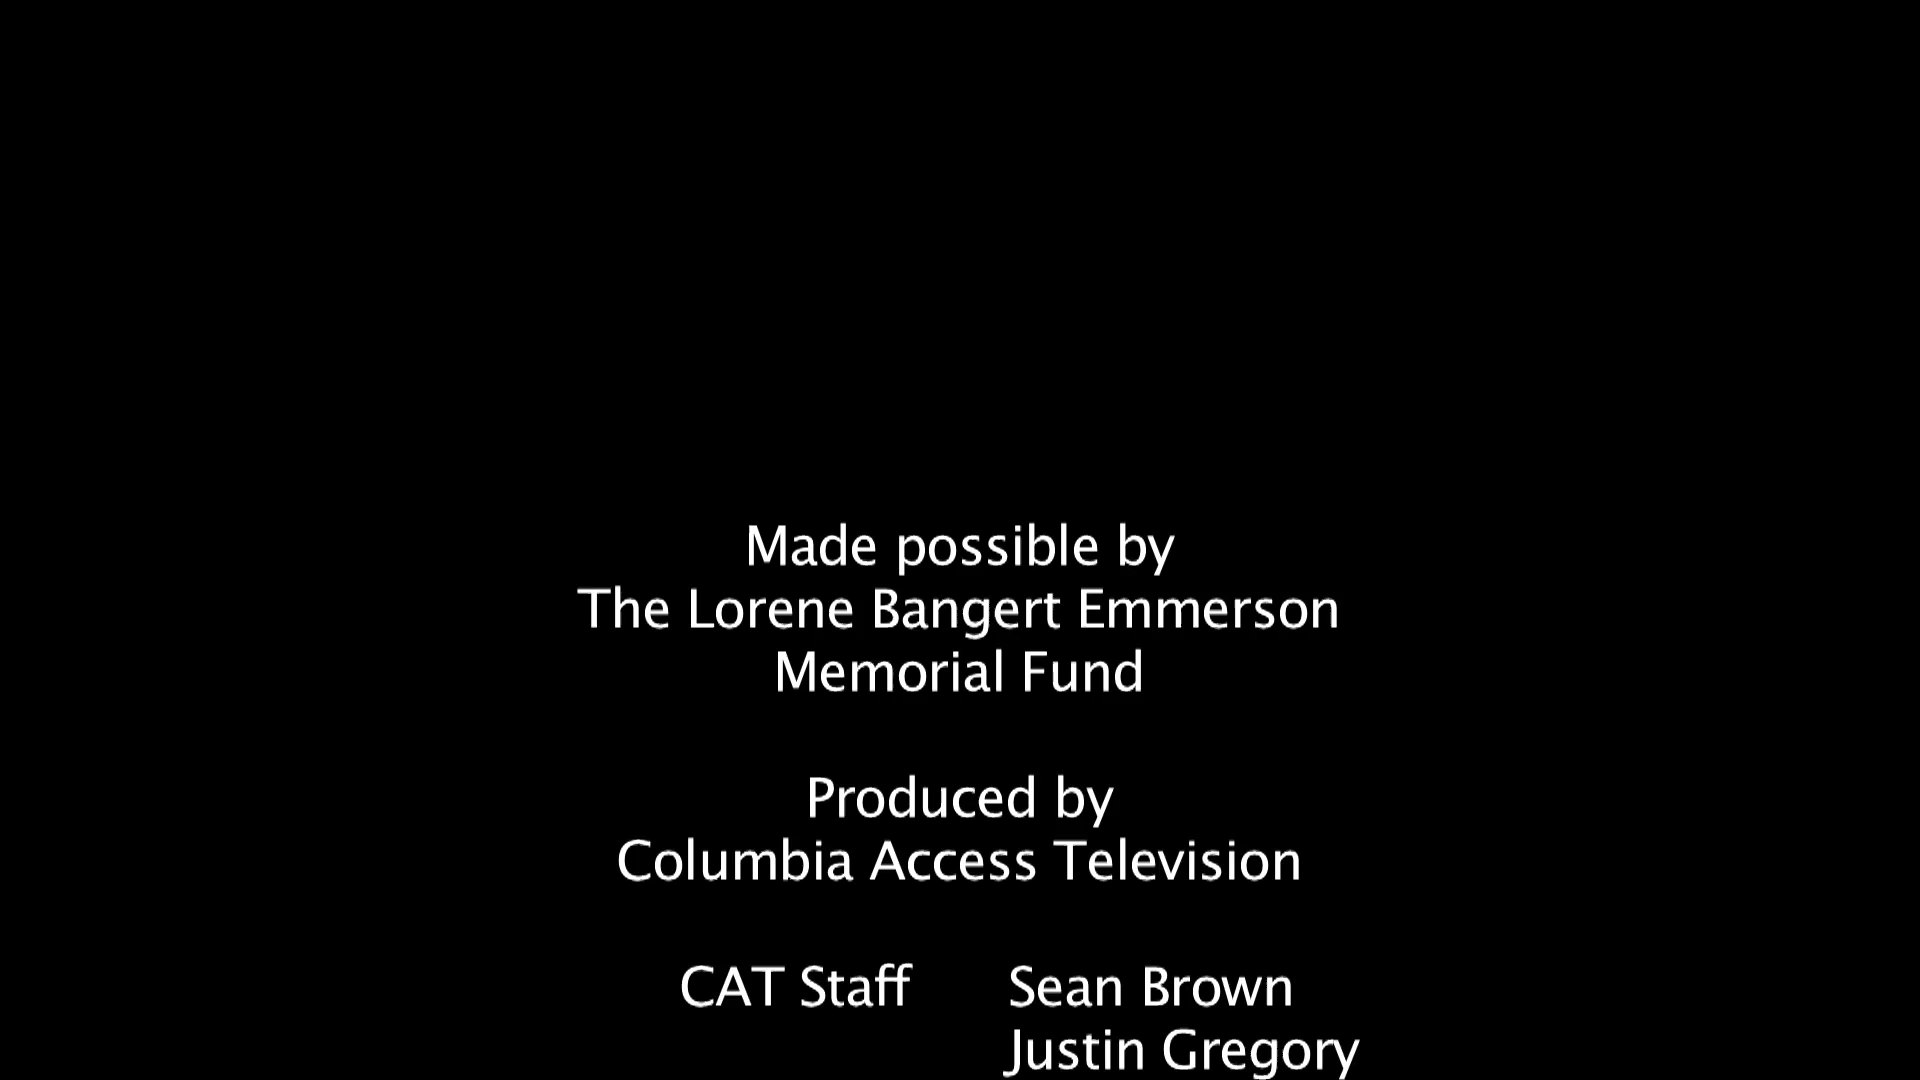 Made possible by
The Lorene Bangert Emmerson
Memorial Fund
Produced by
Columbia Access Television
CAT Staff Sean Brown
Justin Gregory